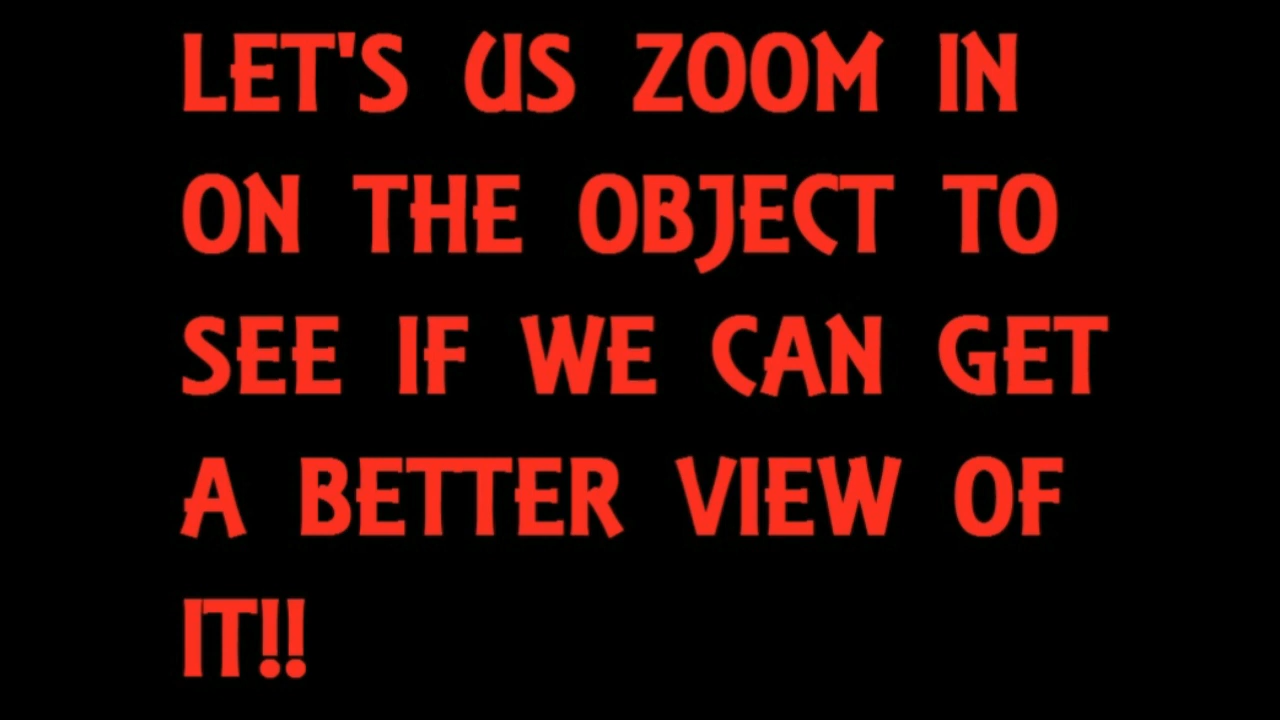 LET'S US ZOOM IN
ON THE OBJECT TO
SEE IF WE CAN GET
A BETTER VIEW OF
IT!!